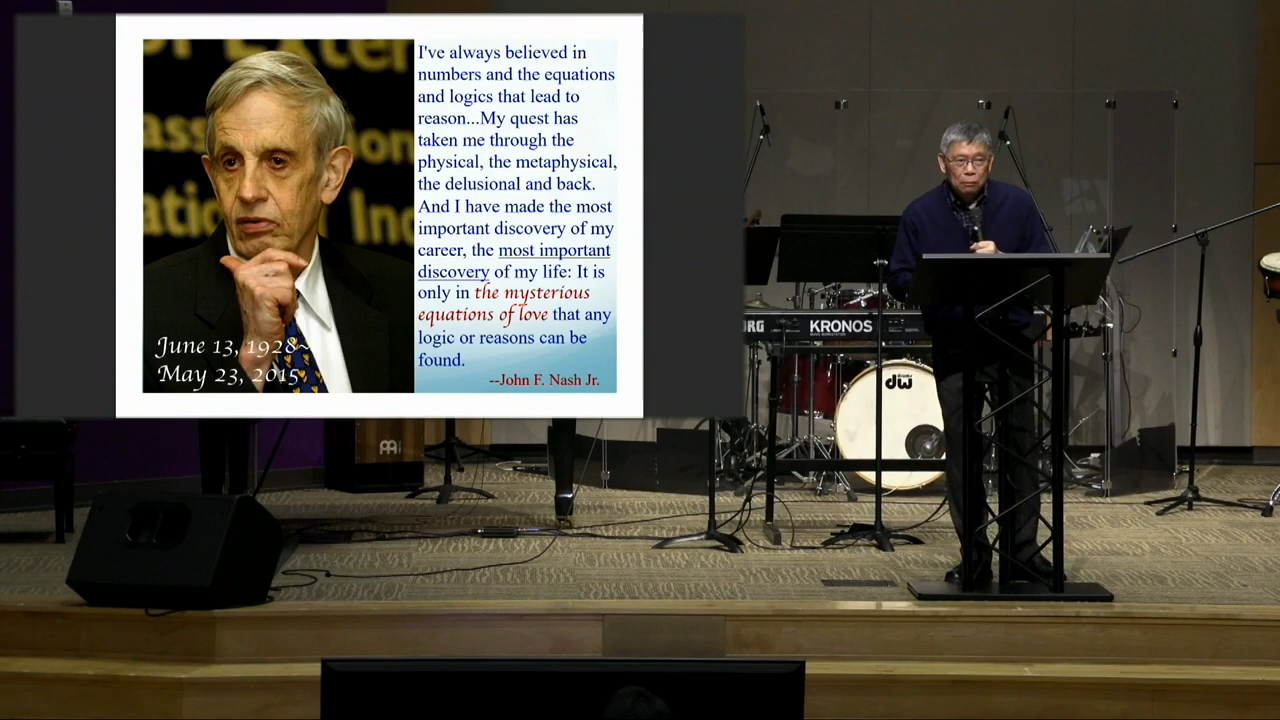 I've always believed in
numbers and the equations
and logics that lead to
reason...My quest has
taken me through the
physical, the metaphysical,
the delusional and back.
And I have made the most
important discovery of my
career, the most important
discovery of my life: It is
only in the mysterious
equations of love that any
logic or reasons can be
found.
--John F. Nash Jr.
June 13, 1928~
May 23, 2015
KRONOS
dw